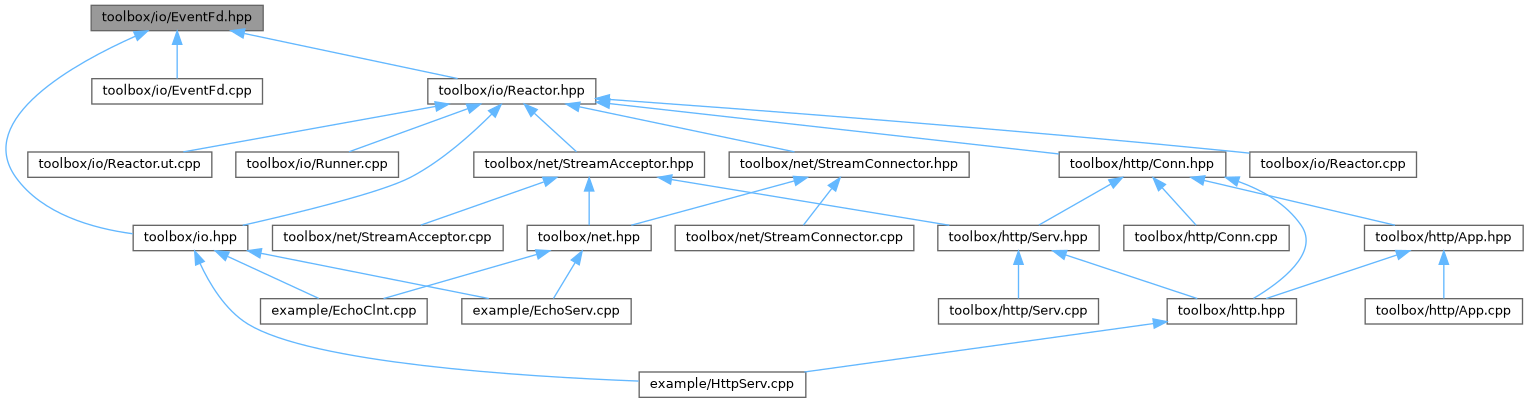 toolbox/io/EventFd.hpp
toolbox/io/EventFd.cpp
toolbox/io/Reactor.hpp
toolbox/io/Reactor.ut.cpp
toolbox/io/Runner.cpp
toolbox/net/StreamAcceptor.hpp
toolbox/net/StreamConnector.hpp
toolbox/http/Conn.hpp
toolbox/io/Reactor.cpp
toolbox/io.hpp
toolbox/net/StreamAcceptor.cpp
toolbox/net.hpp
toolbox/net/StreamConnector.cpp
toolbox/http/Serv.hpp
toolbox/http/Conn.cpp
toolbox/http/App.hpp
example/EchoClnt.cpp
example/EchoServ.cpp
toolbox/http/Serv.cpp
toolbox/http.hpp
toolbox/http/App.cpp
example/HttpServ.cpp